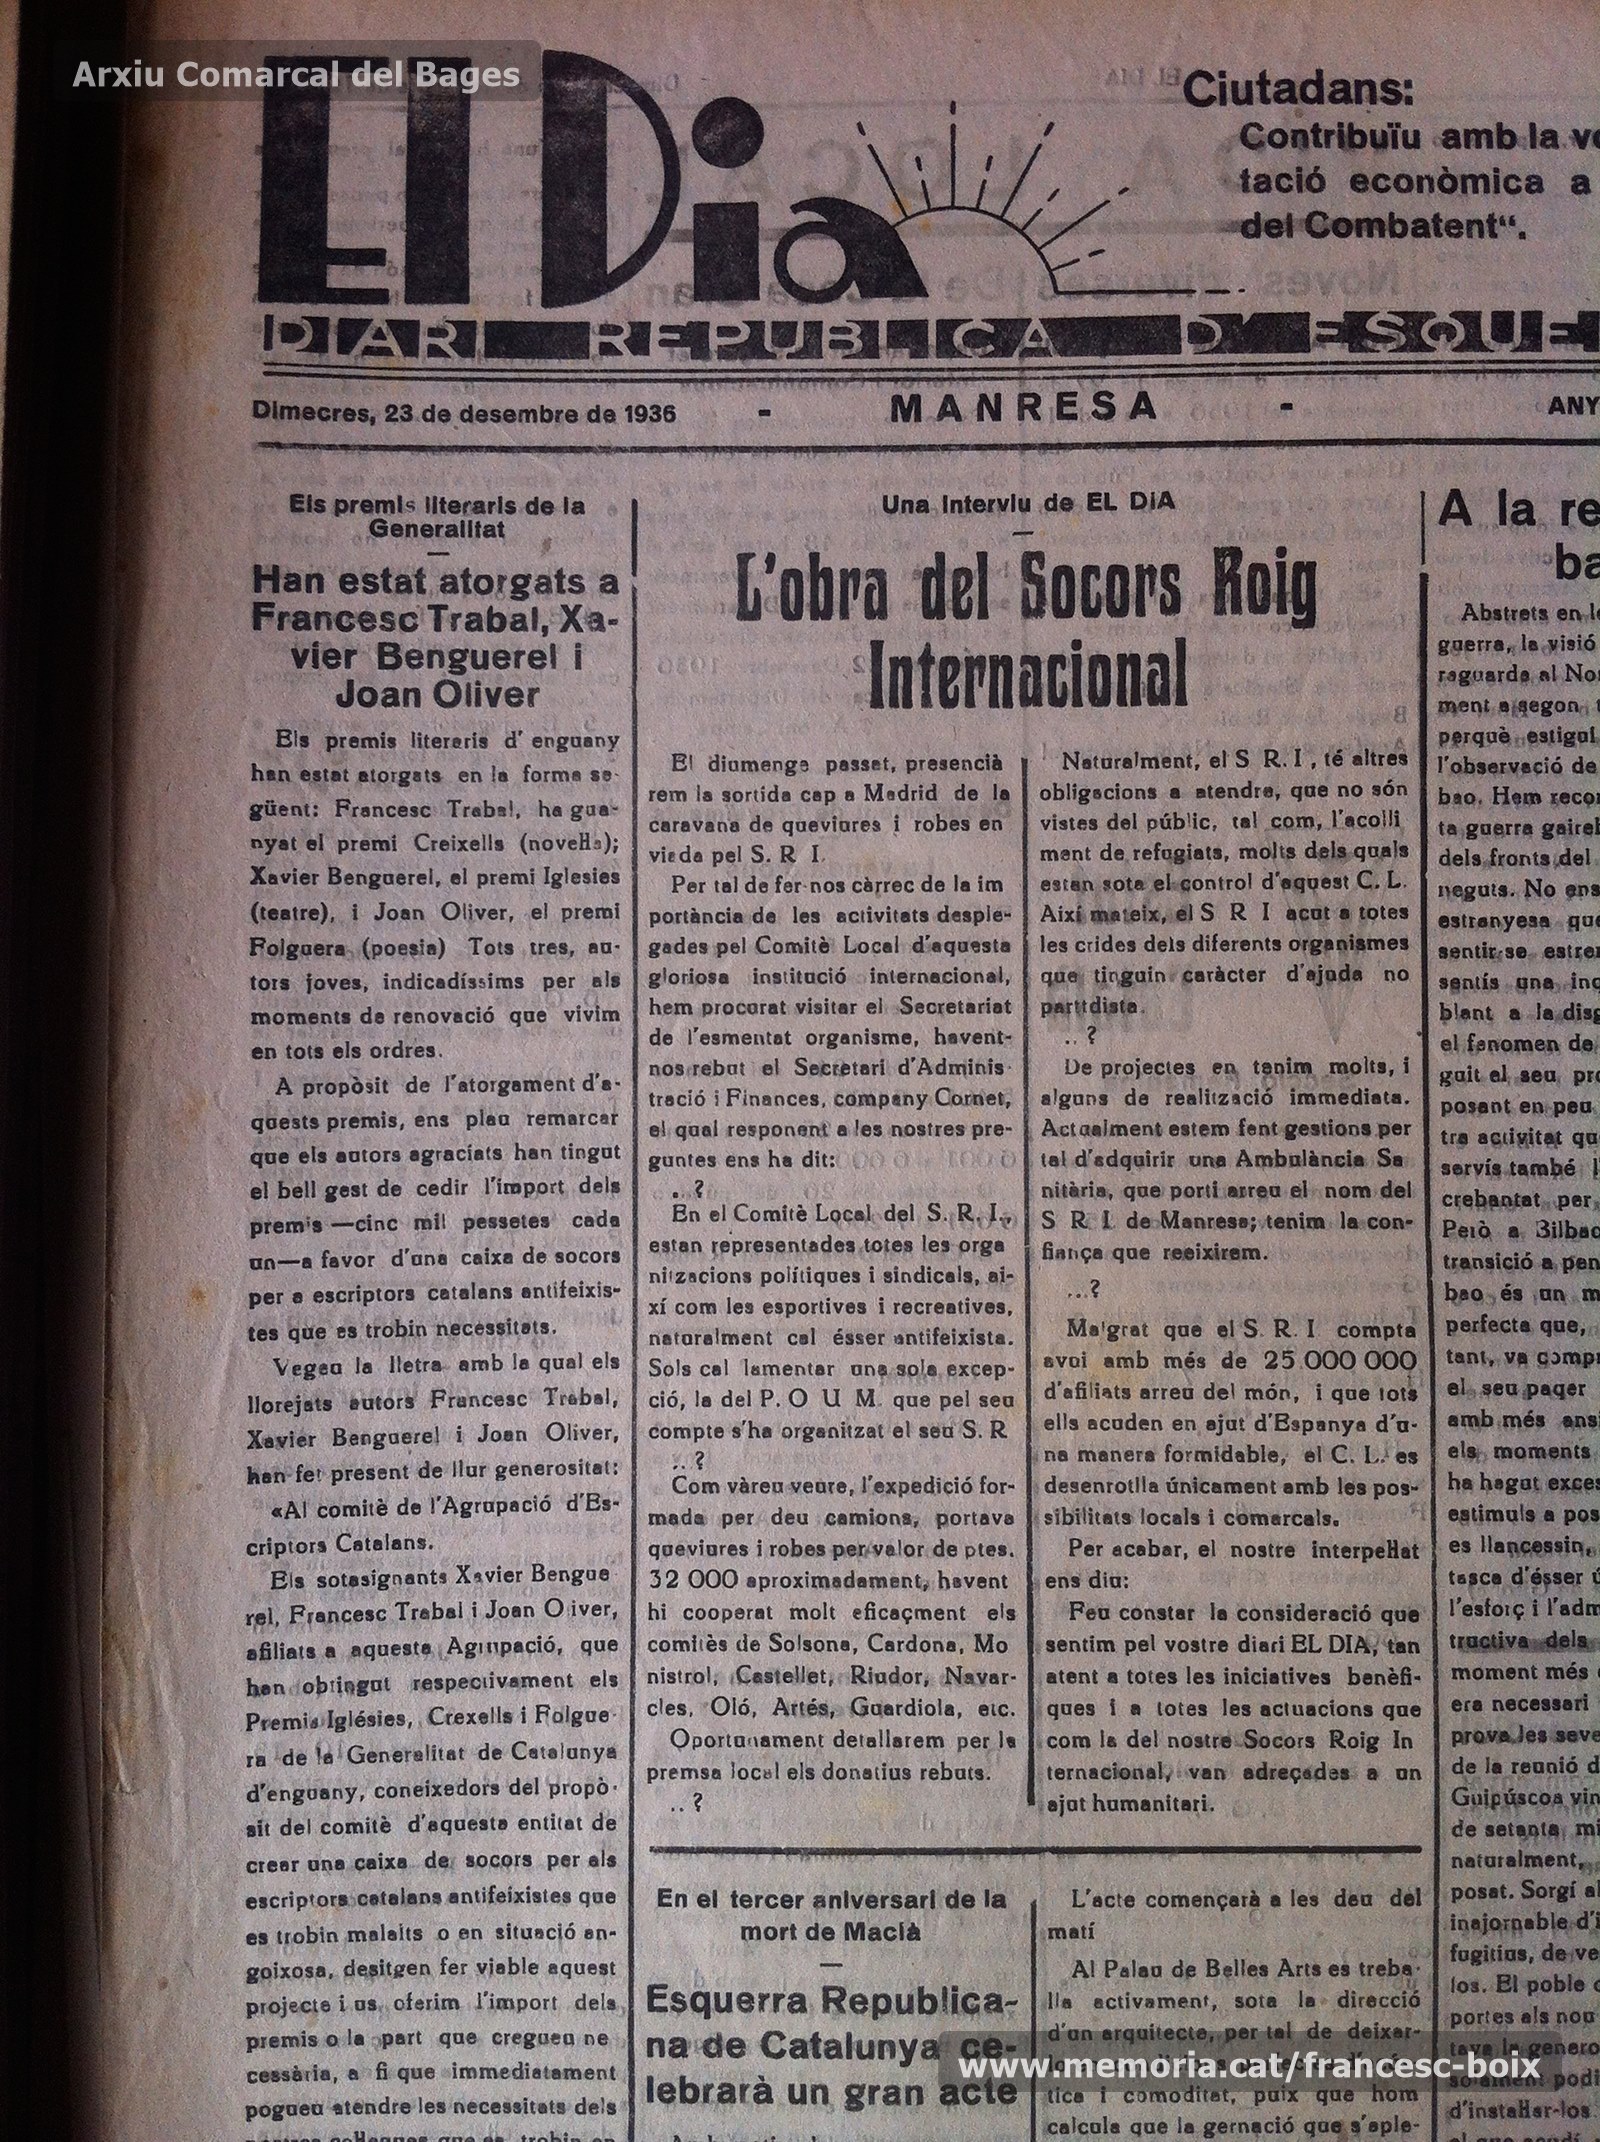 Arxiu Comarcal del Bages
El Dia
Ciutadans:
Contribuïu amb la
tació econòmica a
del Combatent“.
DIARI REPUBLICA D'ESQUE
Dimecres, 23 de desembre de 1936 - MANRESA - ANY
Els premis literaris de la
Generalitat
Han estat atorgats a
Francesc Trabal, Xa-
vier Benguerel i
Joan Oliver
Els premis literaris d' enguany
han estat atorgats en la forma se-
güent: Francesc Trabal, ha gua-
nyat el premi Creixells (noveŀla);
Xavier Benguerel, el premi Iglesies
(teatre), i Joan Oliver, el premi
Folguera (poesia) Tots tres, au-
tors joves, indicadíssims per als
moments de renovació que vivim
en tots els ordres.
A propòsit de l'atorgament d'a-
quests premis, ens plau remarcar
que els autors agraciats han tingut
el bell gest de cedir l'import dels
premis —cinc mil pessetes cada
un—a favor d'una caixa de socors
per a escriptors catalans antifeixis-
tes que es trobin necessitats.
Vegeu la lletra amb la qual els
llorejats autors Francesc Trabal,
Xavier Benguerel i Joan Oliver,
han fet present de llur generositat:
«Al comitè de l'Agrupació d'Es-
criptors Catalans.
Els sotasignants Xavier Bengue
rel, Francesc Trabal i Joan Oliver,
afiliats a aquesta Agrupació, que
han obtingut respectivament els
Premis Iglésies, Crexells i Folgue-
ra de la Generalitat de Catalunya
d'enguany, coneixedors del propò-
sit del comitè d'aquesta entitat de
crear una caixa de socors per als
escriptors catalans antifeixistes que
es trobin malalts o en situació an-
goixosa, desitgen fer viable aquest
projecte i us oferim l'import dels
premis o la part que cregueu ne
cessària, a fi que immediatament
pogueu atendre les necessitats dels
Una Interviu de EL DIA
L'obra del Socors Roig
Internacional
El diumenge passat, presencià
rem la sortida cap a Madrid de la
caravana de queviures i robes en
viada pel S. R I.
Per tal de fer-nos càrrec de la im
portància de les activitats desple-
gades pel Comitè Local d'aquesta
gloriosa institució internacional,
hem procurat visitar el Secretariat
de l'esmentat organisme, havent-
nos rebut el Secretari d'Adminis-
tració i Finances, company Cornet,
el qual responent a les nostres pre-
guntes ens ha dit:
. . ?
En el Comitè Local del S. R. I.,
estan representades totes les orga
nitzacions polítiques i sindicals, ai-
xí com les esportives i recreatives,
naturalment cal ésser antifeixista.
Sols cal lamentar una sola excep-
ció, la del P. O U M. que pel seu
compte s'ha organitzat el seu S. R
. . ?
Com vàreu veure, l'expedició for-
mada per deu camions, portava
queviures i robes per valor de ptes.
32 000 aproximadament, havent
hi cooperat molt eficaçment els
comitès de Solsona, Cardona, Mo
nistrol, Castellet, Riudor, Navar-
cles, Oló, Artés, Guardiola, etc.
Oportunament detallarem per la
premsa local els donatius rebuts.
. . ?
Naturalment, el S R. I , té altres
obligacions a atendre, que no són
vistes del públic, tal com, l'acolli
ment de refugiats, molts dels quals
estan sota el control d'aquest C. L.
Així mateix, el S R I acut a totes
les crides dels diferents organismes
que tinguin caràcter d'ajuda no
partidista.
. . ?
De projectes en tenim molts, i
alguns de realització immediata.
Actualment estem fent gestions per
tal d'adquirir una Ambulància Sa
nitària, que porti arreu el nom del
S R I. de Manresa; tenim la con-
fiança que reeixirem.
...?
Malgrat que el S. R. I compta
avui amb més de 25.000 000
d'afiliats arreu del món, i que tots
ells acuden en ajut d'Espanya d'u-
na manera formidable, el C. L. es
desenrotlla únicament amb les pos-
sibilitats locals i comarcals.
Per acabar, el nostre interpeŀlat
ens diu:
Feu constar la consideració que
sentim pel vostre diari EL DIA, tan
atent a totes les iniciatives benèfi-
ques i a totes les actuacions que
com la del nostre Socors Roig In
ternacional, van adreçades a un
ajut humanitari.
En el tercer aniversari de la
mort de Macià
Esquerra Republica-
na de Catalunya ce-
lebrarà un gran acte
L'acte començarà a les deu del
matí
Al Palau de Belles Arts es treba-
lla activament, sota la direcció
d'un arquitecte, per tal de deixar-
tica i comoditat, puix que hom
calcula que la gernació que s'aple-
A la re
ba
Abstrets en
guerra, la visió
raguarda al
ment a segon
perquè estigui
l'observació de
bao. Hem
ta guerra
dels fronts del
neguts. No
estranyesa que
sentir-se
sentís una
blant a la
el fenomen de
guit el seu
posant en peu
tra activitat
servís també
crebantat per
Però a Bilbao
transició a
bao és un
perfecta que,
tant, va
el seu paper
amb més
els moments
ha hagut
estimuls a
es llancessin,
tasca d'ésser
l'esforç i
tructiva dels
moment més
era necessari
prova les
de la reunió
Guipúscoa
de setanta
naturalment,
posat. Sorgí
inajornable
fugitius, de
los. El poble
portes als
d'instaŀlar-los
www.memoria.cat/francesc-boix